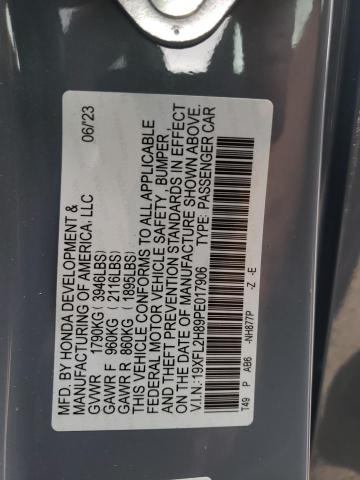 MFD. BY HONDA DEVELOPMENT &
MANUFACTURING OF AMERICA, LLC 06/'23
GVWR 1790KG (3946LBS)
GAWR F 960KG (2116LBS)
GAWR R 860KG (1895LBS)
THIS VEHICLE CONFORMS TO ALL APPLICABLE
FEDERAL MOTOR VEHICLE SAFETY, BUMPER,
AND THEFT PREVENTION STANDARDS IN EFFECT
ON THE DATE OF MANUFACTURE SHOWN ABOVE.
V.I.N.:19XFL2H89PE017906 TYPE: PASSENGER CAR
T49 P AB6 -NH877P -Z -E